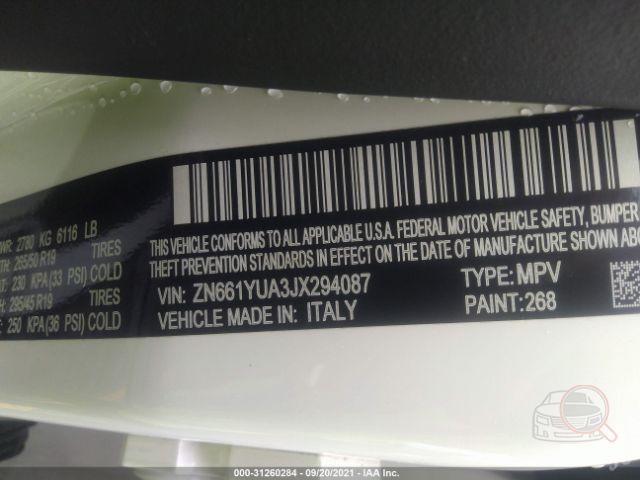 THIS VEHICLE CONFORMS TO ALL APPLICABLE U.S.A. FEDERAL MOTOR VEHICLE SAFETY, BUMPER
THEFT PREVENTION STANDARDS IN EFFECT ON THE DATE OF MANUFACTURE SHOWN ABO
VIN: ZN661YUA3JX294087 TYPE: MPV
VEHICLE MADE IN: ITALY PAINT: 268
WR: 2780 KG 6116 LB
TH: 265/50 R19 TIRES
T: 230 KPA (33 PSI) COLD
295/45 R19 TIRES
: 250 KPA (36 PSI) COLD
000-31260284 - 09/20/2021 - IAA Inc.